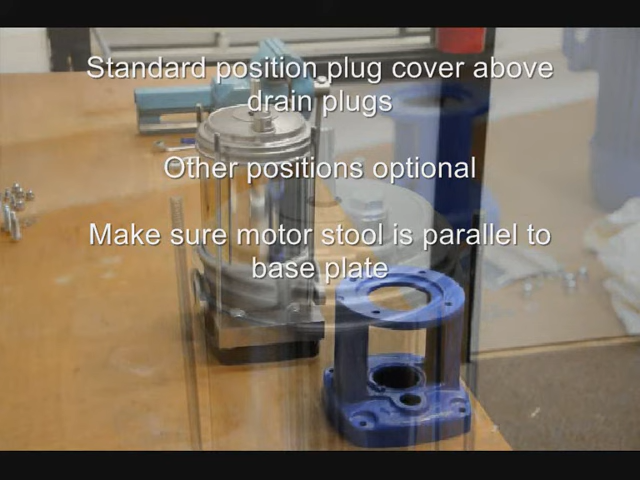 Standard position plug cover above
drain plugs
Other positions optional
Make sure motor stool is parallel to
base plate